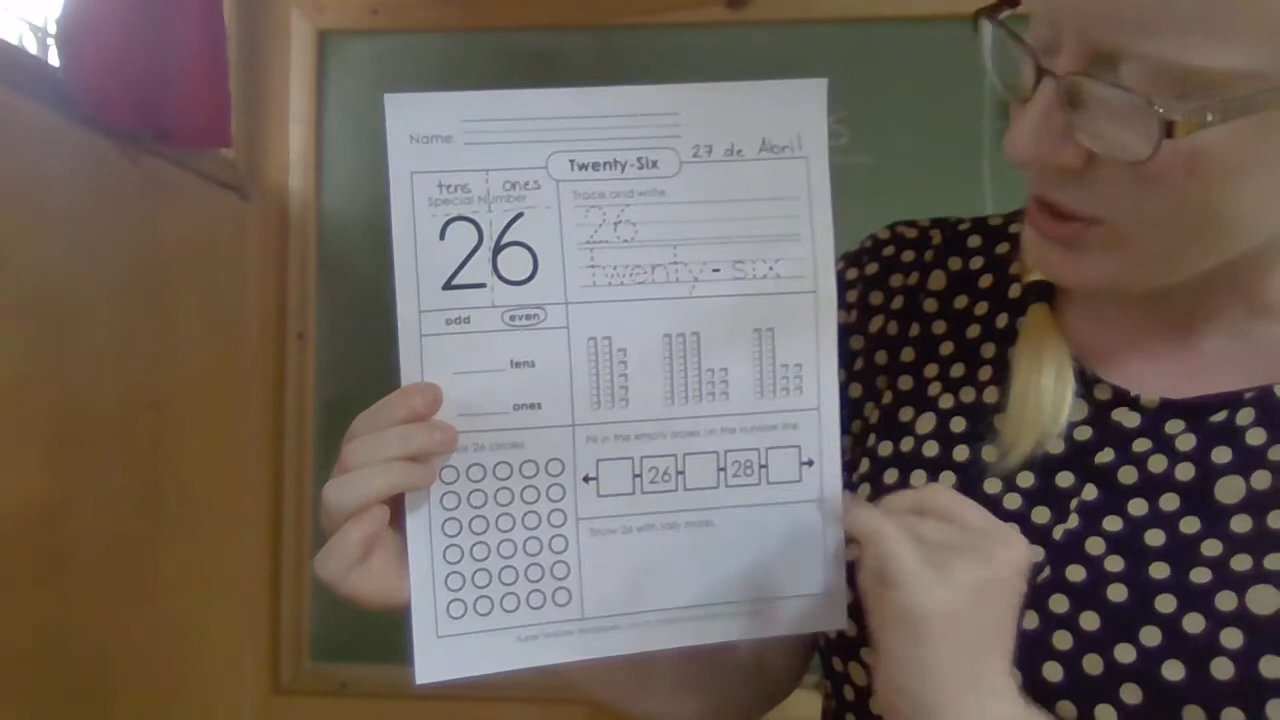 Name:
27 de Abril
Twenty-Six
tens ones
Special Number
26
Trace and write.
26
twenty-six
odd even
tens
ones
26 circles.
Fill in the empty boxes on the number line.
26 28
Show 26 with tally marks.